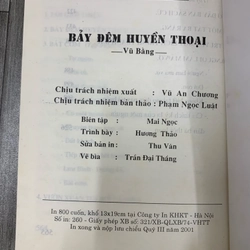 BẢY ĐÊM HUYỀN THOẠI
—Vũ Bằng—
Chịu trách nhiệm xuất : Vũ An Chương
Chịu trách nhiệm bản thảo : Phạm Ngọc Luật
Biên tập : Mai Ngọc
Trình bày : Hương Thảo
Sửa bản in : Thu Vân
Vẽ bìa : Trần Đại Thắng
In 800 cuốn, khổ 13x19cm tại Công ty In KHKT - Hà Nội
Số in: 260 - Giấy phép XB số: 321/XB-QLXB/74-VHTT
In xong và nộp lưu chiểu Quý III năm 2001